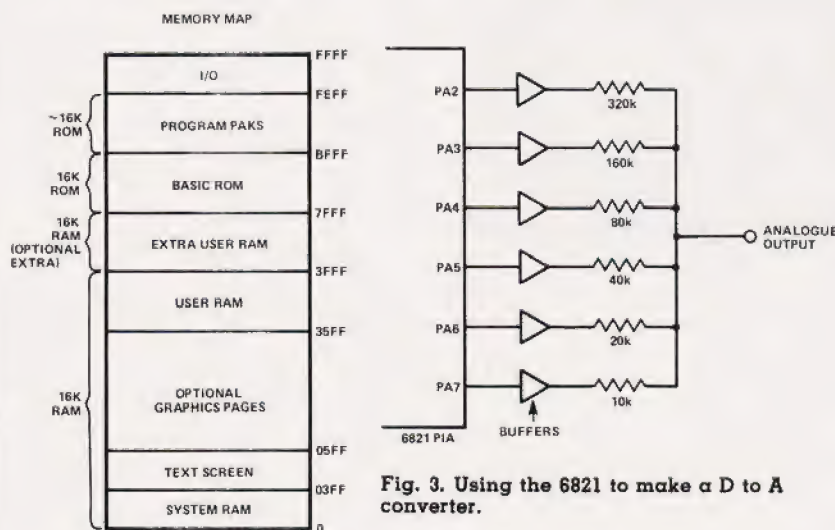 MEMORY MAP
FFFF
I/O
FEFF
~16K
ROM
PROGRAM PAKS
BFFF
16K
ROM
BASIC ROM
7FFF
16K
RAM
(OPTIONAL
EXTRA)
EXTRA USER RAM
3FFF
USER RAM
35FF
16K
RAM
OPTIONAL
GRAPHICS PAGES
05FF
TEXT SCREEN
03FF
SYSTEM RAM
0
PA2
320k
PA3
160k
PA4
80k
ANALOGUE
OUTPUT
PA5
40k
PA6
20k
PA7
10k
BUFFERS
6821 PIA
Fig. 3. Using the 6821 to make a D to A
converter.